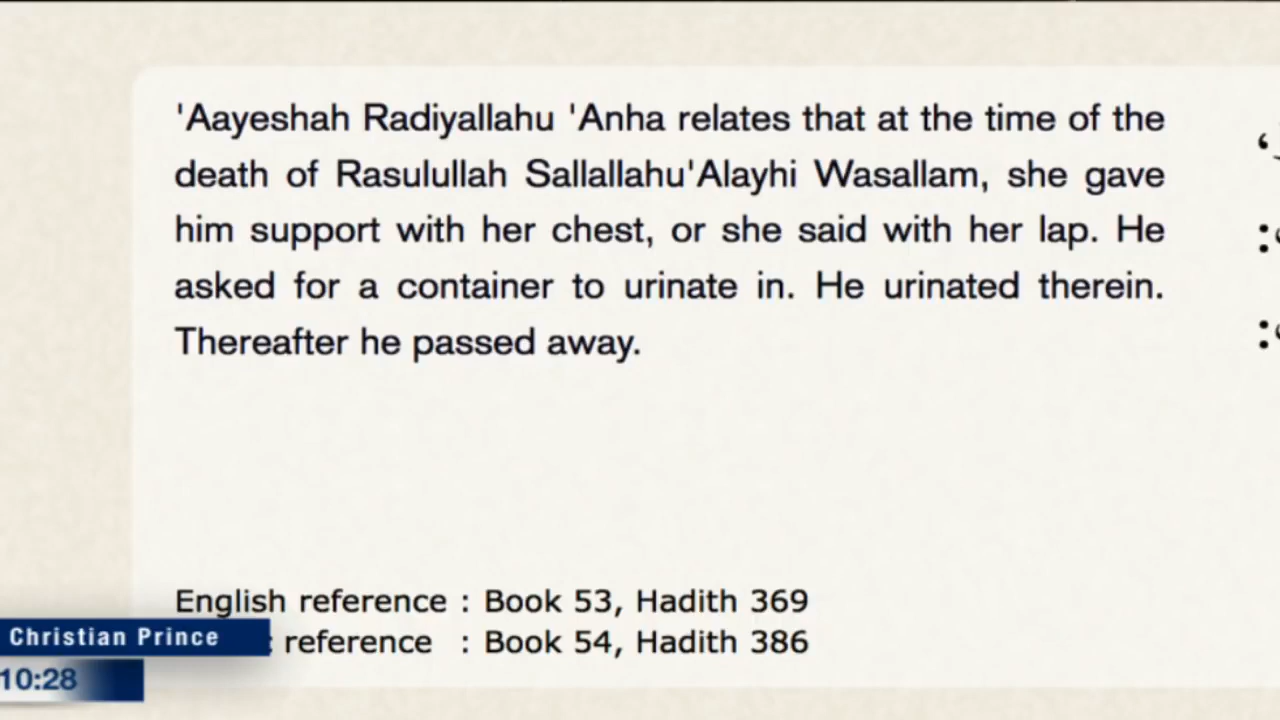 'Aayeshah Radiyallahu 'Anha relates that at the time of the
death of Rasulullah Sallallahu'Alayhi Wasallam, she gave
him support with her chest, or she said with her lap. He
asked for a container to urinate in. He urinated therein.
Thereafter he passed away.
English reference : Book 53, Hadith 369
reference : Book 54, Hadith 386
Christian Prince
10:28